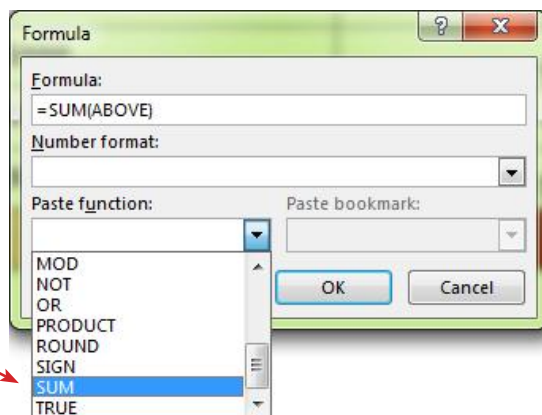 Formula
?
Formula:
=SUM(ABOVE)
Number format:
Paste function:
Paste bookmark:
MOD
NOT
OR
PRODUCT
ROUND
SIGN
SUM
TRUE
OK
Cancel